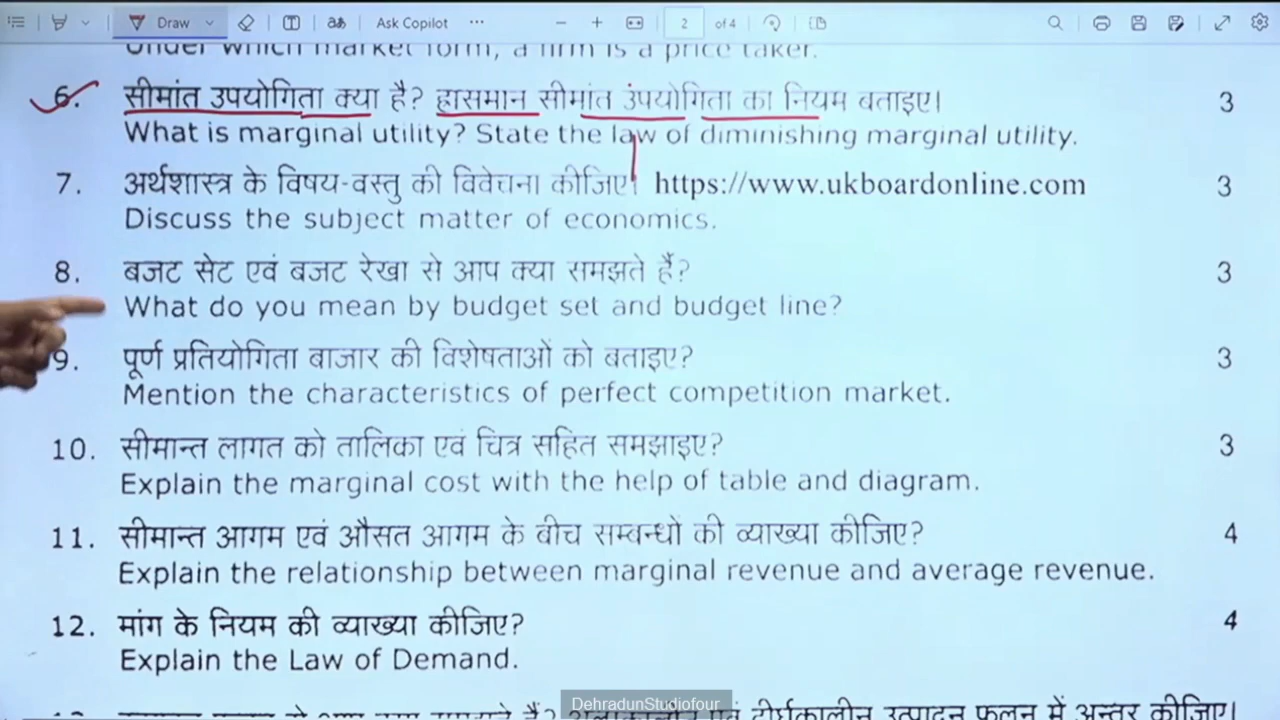 Draw
Ask Copilot
2
of 4
Under which market form, a firm is a price taker.
6. सीमांत उपयोगिता क्या है? ह्रासमान सीमांत उपयोगिता का नियम बताइए। 3
What is marginal utility? State the law of diminishing marginal utility.
7. अर्थशास्त्र के विषय-वस्तु की विवेचना कीजिए। https://www.ukboardonline.com 3
Discuss the subject matter of economics.
8. बजट सेट एवं बजट रेखा से आप क्या समझते हैं? 3
What do you mean by budget set and budget line?
9. पूर्ण प्रतियोगिता बाजार की विशेषताओं को बताइए? 3
Mention the characteristics of perfect competition market.
10. सीमान्त लागत को तालिका एवं चित्र सहित समझाइए? 3
Explain the marginal cost with the help of table and diagram.
11. सीमान्त आगम एवं औसत आगम के बीच सम्बन्धों की व्याख्या कीजिए? 4
Explain the relationship between marginal revenue and average revenue.
12. मांग के नियम की व्याख्या कीजिए? 4
Explain the Law of Demand.
दीर्घकालीन उत्पादन फलन में अन्तर कीजिए।
DehradunStudiofour